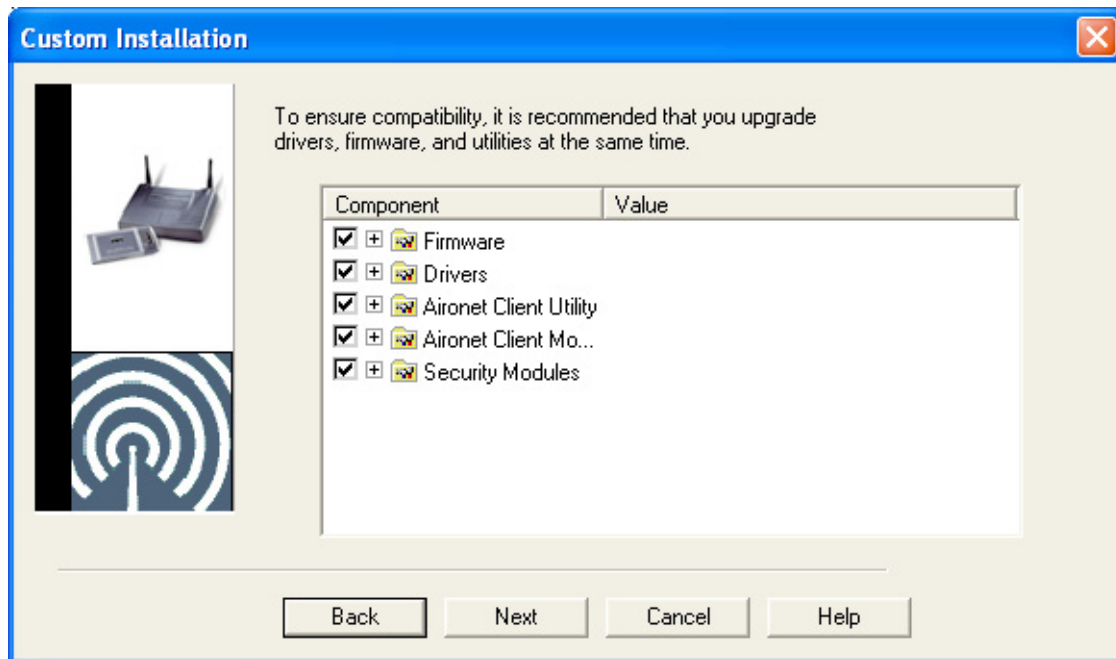 Custom Installation
To ensure compatibility, it is recommended that you upgrade
drivers, firmware, and utilities at the same time.
Component Value
Firmware
Drivers
Aironet Client Utility
Aironet Client Mo...
Security Modules
Back Next Cancel Help